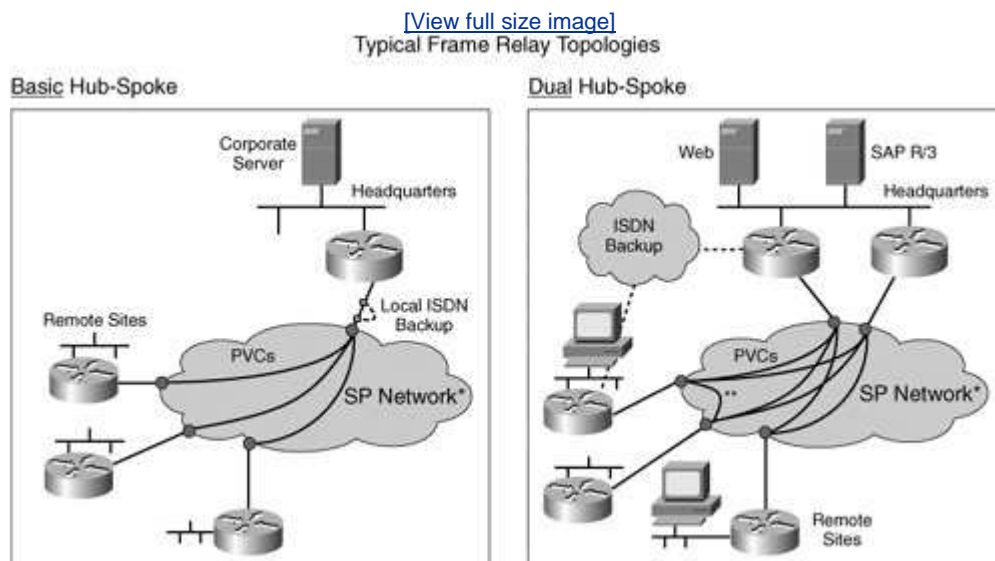 [View full size image]
Typical Frame Relay Topologies
Basic Hub-Spoke
Corporate
Server
Headquarters
Local ISDN
Backup
Remote Sites
PVCs
SP Network*
Dual Hub-Spoke
Web
SAP R/3
Headquarters
ISDN
Backup
PVCs
**
SP Network*
Remote
Sites